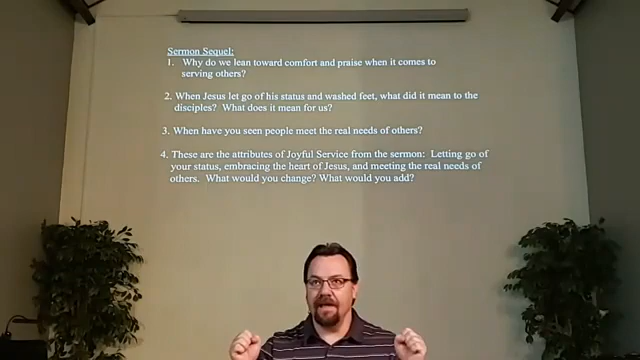 Sermon Sequel:
1. Why do we lean toward comfort and praise when it comes to
serving others?
2. When Jesus let go of his status and washed feet, what did it mean to the
disciples? What does it mean for us?
3. When have you seen people meet the real needs of others?
4. These are the attributes of Joyful Service from the sermon: Letting go of
your status, embracing the heart of Jesus, and meeting the real needs of
others. What would you change? What would you add?